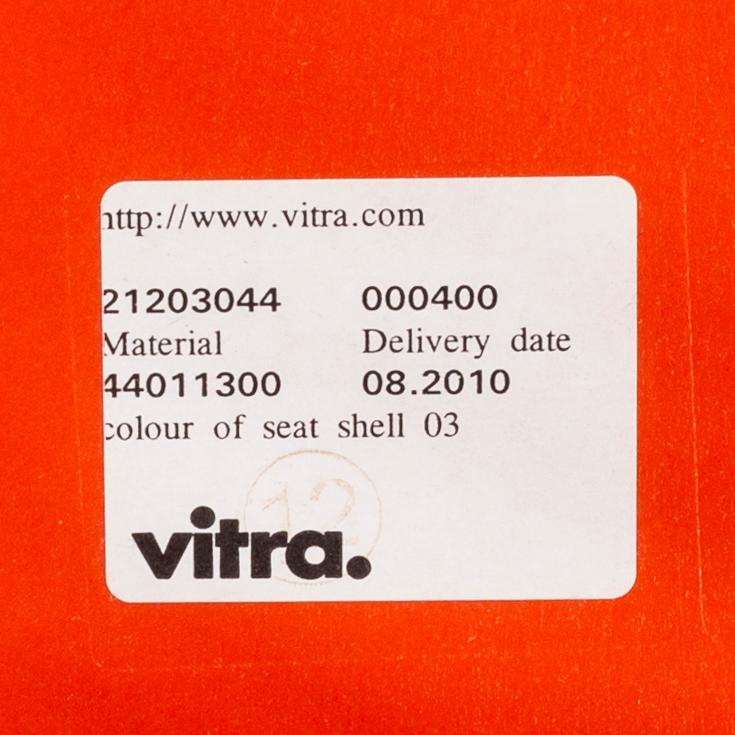 http://www.vitra.com
21203044 000400
Material Delivery date
44011300 08.2010
colour of seat shell 03
12
vitra.